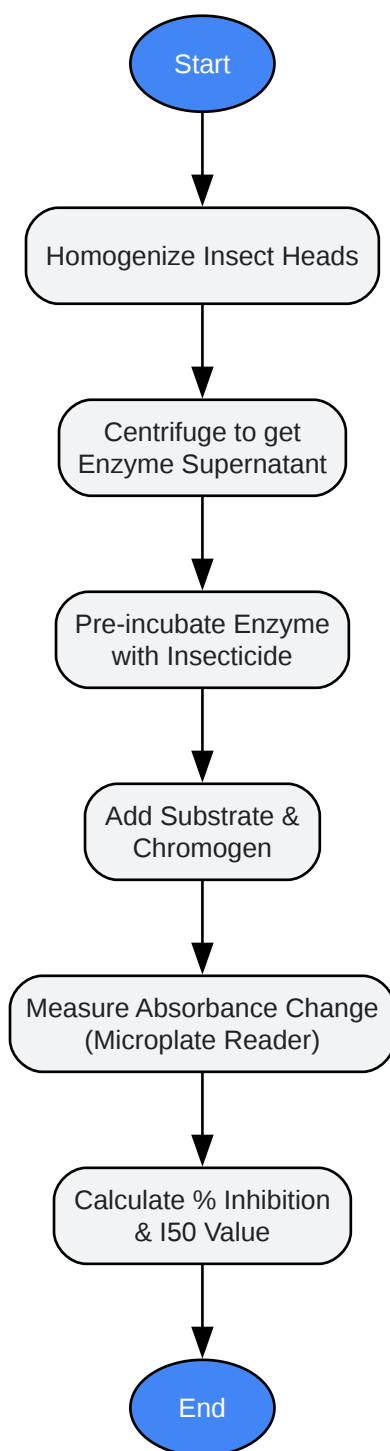 Start
Homogenize Insect Heads
Centrifuge to get
Enzyme Supernatant
Pre-incubate Enzyme
with Insecticide
Add Substrate &
Chromogen
Measure Absorbance Change
(Microplate Reader)
Calculate % Inhibition
& I50 Value
End